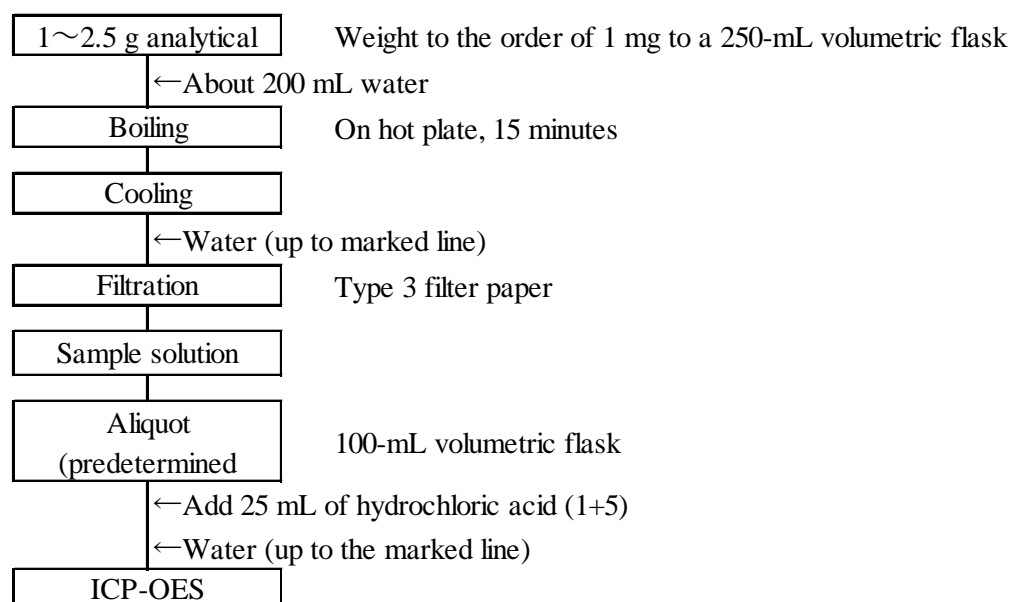 1～2.5 g analytical Weight to the order of 1 mg to a 250-mL volumetric flask
←About 200 mL water
Boiling On hot plate, 15 minutes
Cooling
←Water (up to marked line)
Filtration Type 3 filter paper
Sample solution
Aliquot
(predetermined
100-mL volumetric flask
←Add 25 mL of hydrochloric acid (1+5)
←Water (up to the marked line)
ICP-OES